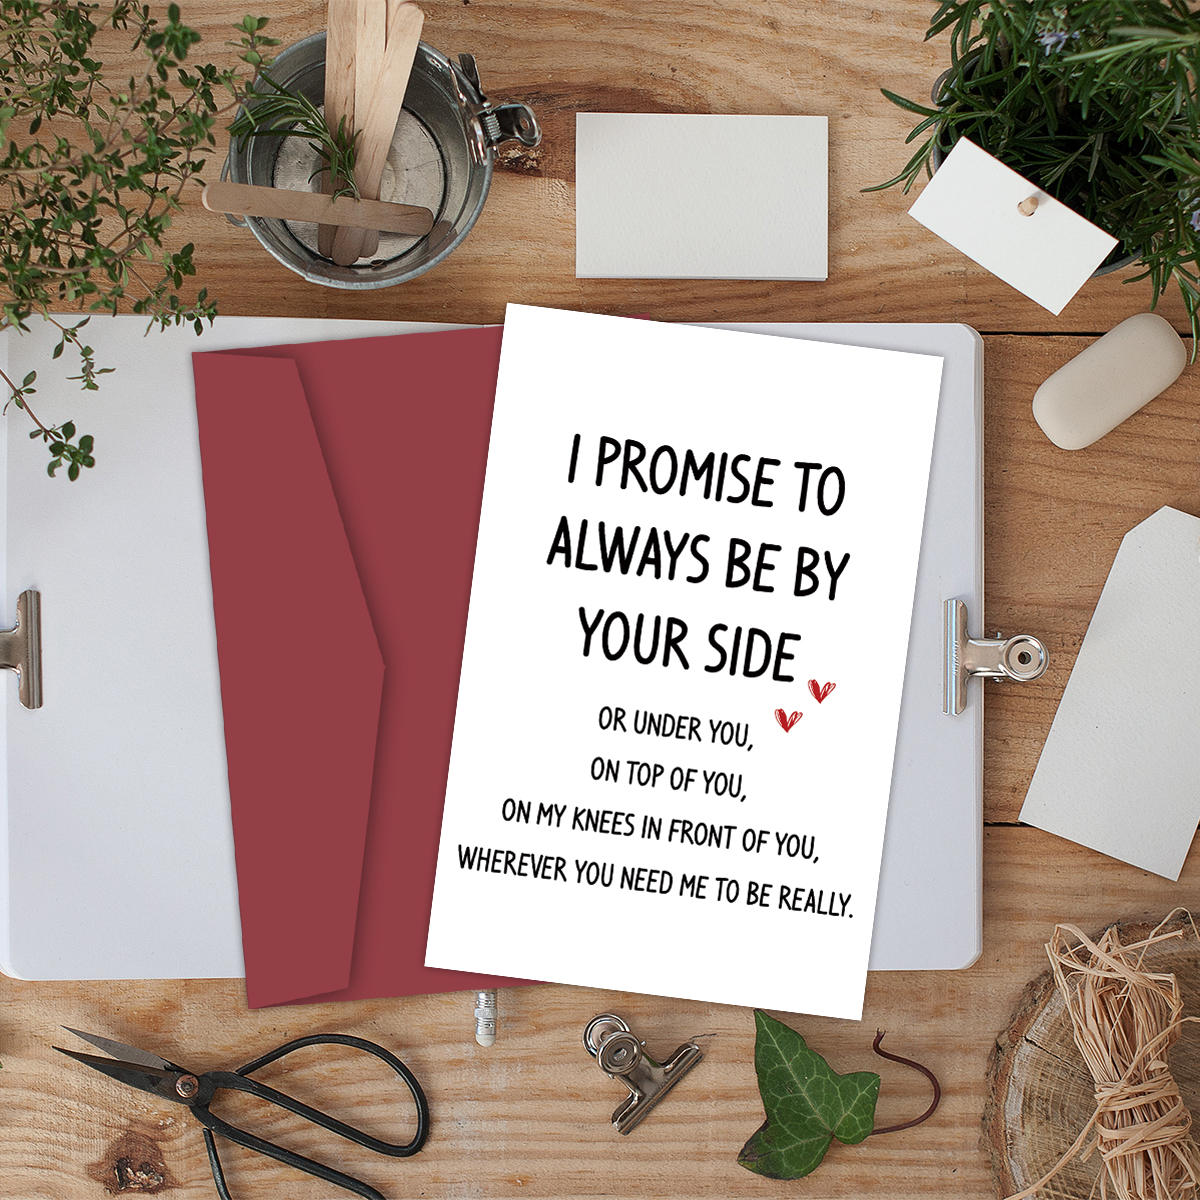 I PROMISE TO
ALWAYS BE BY
YOUR SIDE
OR UNDER YOU,
ON TOP OF YOU,
ON MY KNEES IN FRONT OF YOU,
WHEREVER YOU NEED ME TO BE REALLY.